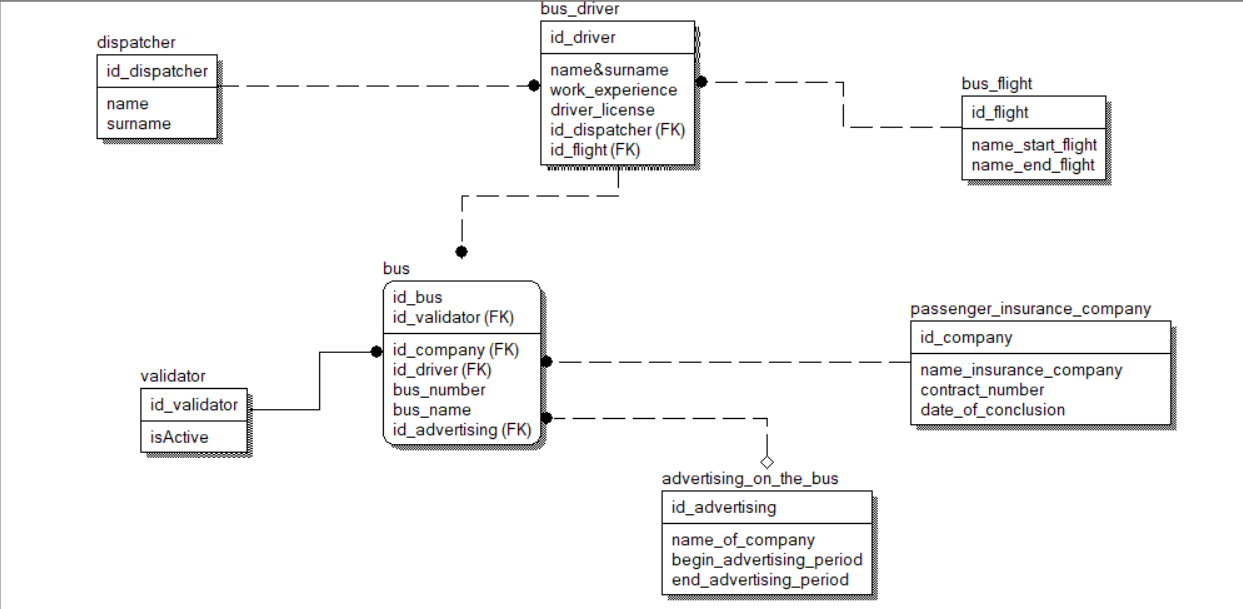 bus_driver
id_driver
name&surname
work_experience
driver_license
id_dispatcher (FK)
id_flight (FK)
dispatcher
id_dispatcher
name
surname
bus_flight
id_flight
name_start_flight
name_end_flight
bus
id_bus
id_validator (FK)
id_company (FK)
id_driver (FK)
bus_number
bus_name
id_advertising (FK)
passenger_insurance_company
id_company
name_insurance_company
contract_number
date_of_conclusion
validator
id_validator
isActive
advertising_on_the_bus
id_advertising
name_of_company
begin_advertising_period
end_advertising_period